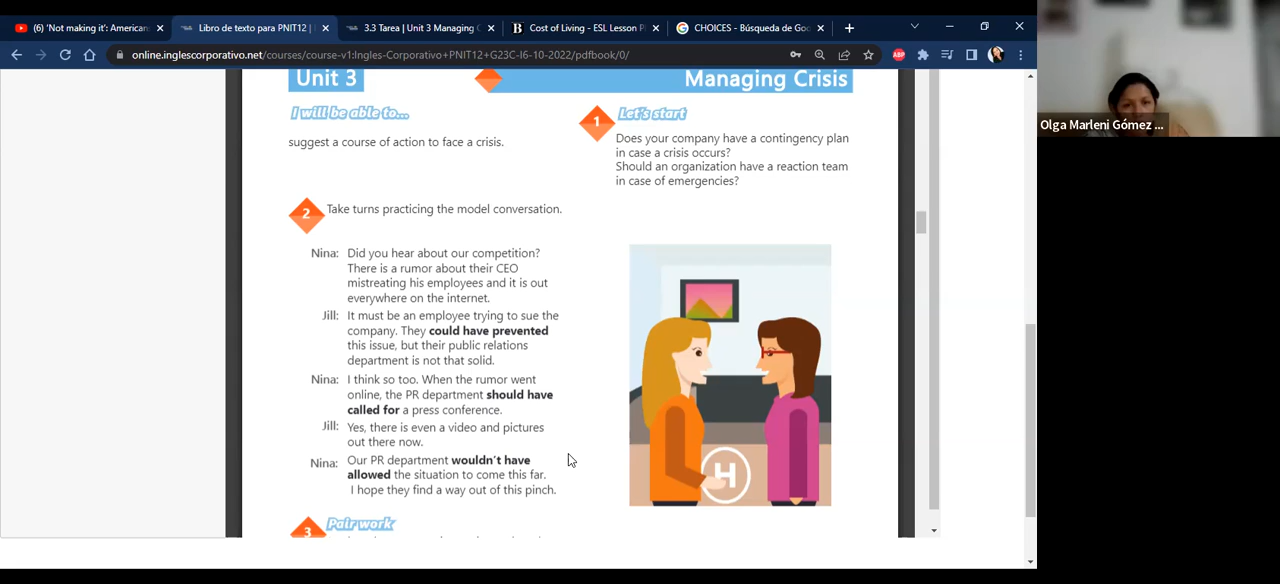 (6) 'Not making it': American
Libro de texto para PNIT12 |
3.3 Tarea | Unit 3 Managing C
Cost of Living - ESL Lesson P
CHOICES - Búsqueda de Goo
online.inglescorporativo.net/courses/course-v1:Ingles-Corporativo+PNIT12+G23C-I6-10-2022/pdfbook/0/
ABP
Olga Marleni Gómez ...
Unit 3
Managing Crisis
I will be able to...
suggest a course of action to face a crisis.
1
Let's start
Does your company have a contingency plan
in case a crisis occurs?
Should an organization have a reaction team
in case of emergencies?
2
Take turns practicing the model conversation.
Nina: Did you hear about our competition?
There is a rumor about their CEO
mistreating his employees and it is out
everywhere on the internet.
Jill: It must be an employee trying to sue the
company. They could have prevented
this issue, but their public relations
department is not that solid.
Nina: I think so too. When the rumor went
online, the PR department should have
called for a press conference.
Jill: Yes, there is even a video and pictures
out there now.
Nina: Our PR department wouldn't have
allowed the situation to come this far.
I hope they find a way out of this pinch.
H
3
Pair work